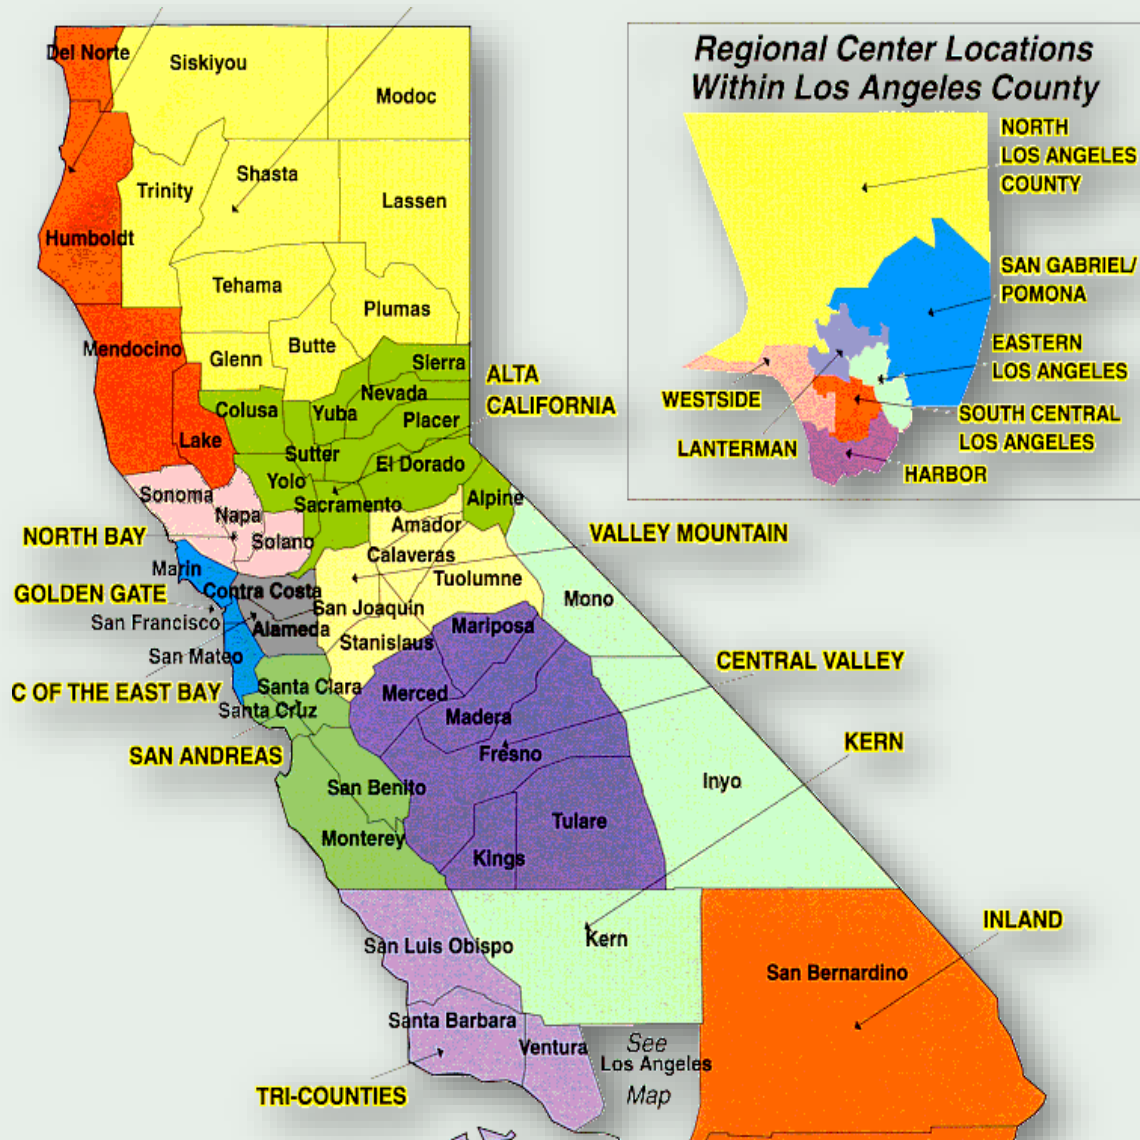 Regional Center Locations
Within Los Angeles County
NORTH
LOS ANGELES
COUNTY
SAN GABRIEL/
POMONA
EASTERN
LOS ANGELES
WESTSIDE
SOUTH CENTRAL
LOS ANGELES
LANTERMAN
HARBOR
Del Norte
Siskiyou
Modoc
Trinity
Shasta
Lassen
Humboldt
Tehama
Plumas
Mendocino
Glenn
Butte
Sierra
ALTA
CALIFORNIA
Nevada
Colusa
Yuba
Placer
Lake
Sutter
El Dorado
Yolo
Sonoma
Napa
Sacramento
Alpine
Amador
NORTH BAY
Solano
VALLEY MOUNTAIN
Calaveras
Marin
Tuolumne
GOLDEN GATE
Contra Costa
Mono
San Joaquin
San Francisco
Alameda
Mariposa
Stanislaus
San Mateo
CENTRAL VALLEY
C OF THE EAST BAY
Santa Clara
Merced
Santa Cruz
Madera
SAN ANDREAS
Fresno
KERN
San Benito
Inyo
Tulare
Monterey
Kings
INLAND
San Luis Obispo
Kern
San Bernardino
Santa Barbara
Ventura
See
Los Angeles
Map
TRI-COUNTIES